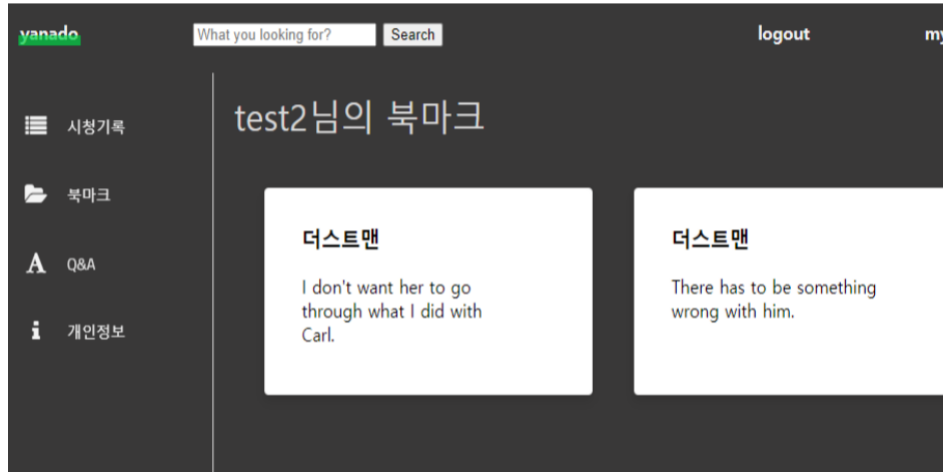 yanado
What you looking for?
Search
logout
my
시청기록
북마크
Q&A
개인정보
test2님의 북마크
더스트맨
I don't want her to go
through what I did with
Carl.
더스트맨
There has to be something
wrong with him.